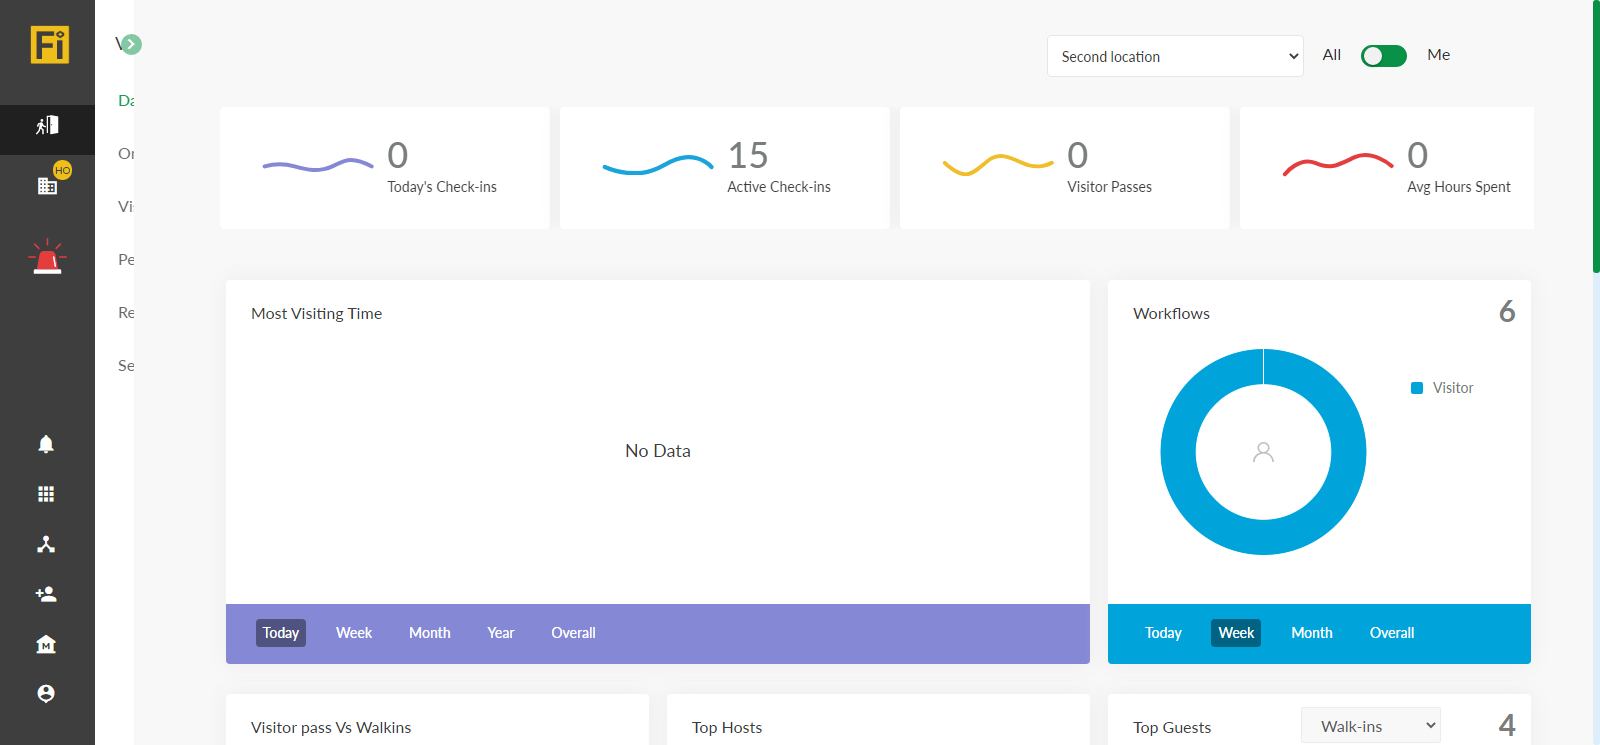 Fi
HO
V
Da
Or
Vis
Pe
Re
Se
Second location
All
Me
0
Today's Check-ins
15
Active Check-ins
0
Visitor Passes
0
Avg Hours Spent
Most Visiting Time
No Data
Today Week Month Year Overall
Workflows
6
Visitor
Today Week Month Overall
Visitor pass Vs Walkins
Top Hosts
Top Guests
Walk-ins
4
M